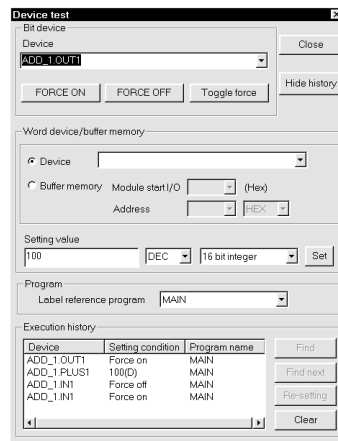 Device test
Bit device
Device
Close
ADD_1.OUT1
FORCE ON FORCE OFF Toggle force
Hide history
Word device/buffer memory
Device
Buffer memory Module start I/O (Hex)
Address HEX
Setting value
100 DEC 16 bit integer Set
Program
Label reference program MAIN
Execution history
Device Setting condition Program name
ADD_1.OUT1 Force on MAIN
ADD_1.PLUS1 100(D) MAIN
ADD_1.IN1 Force off MAIN
ADD_1.IN1 Force on MAIN
Find
Find next
Re-setting
Clear